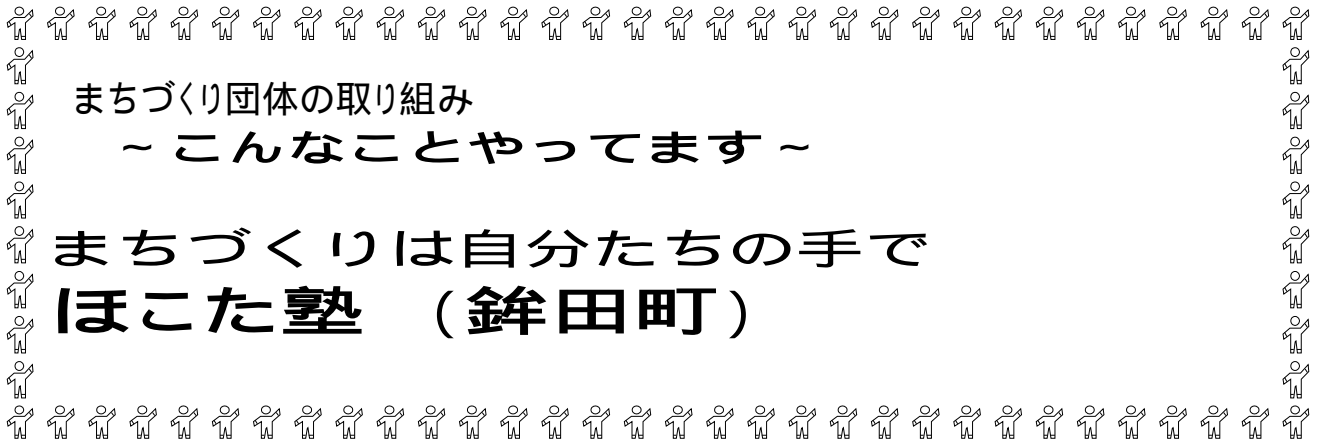 まちづくり団体の取り組み
~こんなことやってます~
まちづくりは自分たちの手で
ほこた塾 (鉾田町)